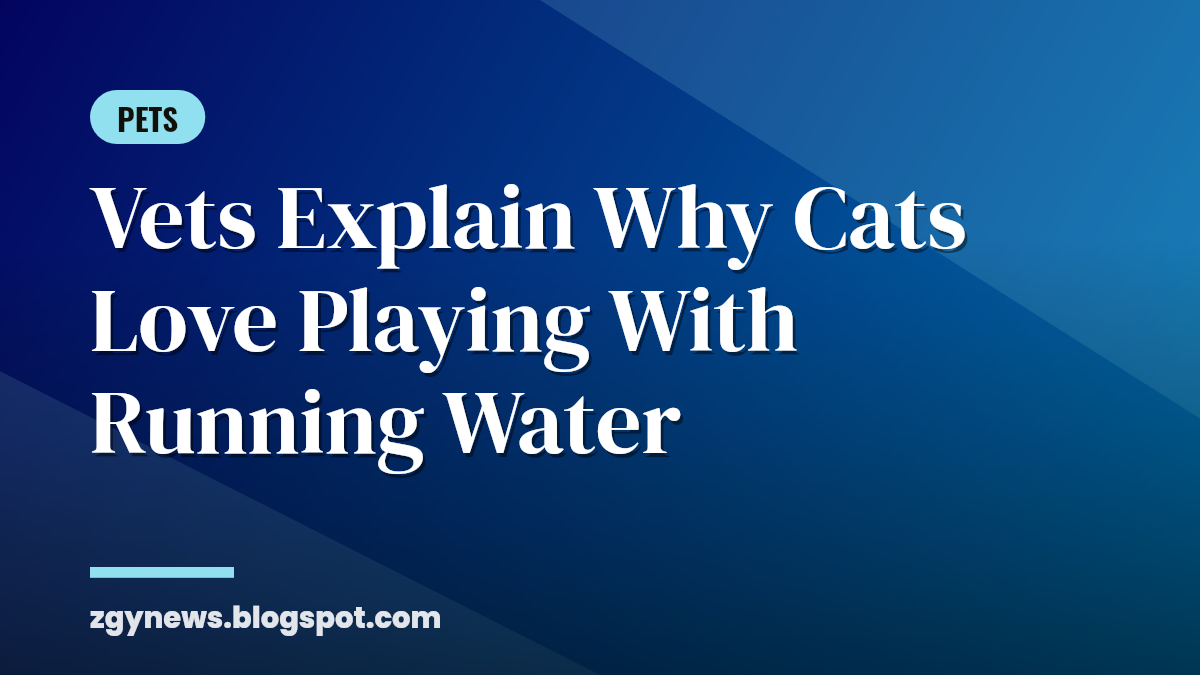 PETS
Vets Explain Why Cats
Love Playing With
Running Water
zgynews.blogspot.com